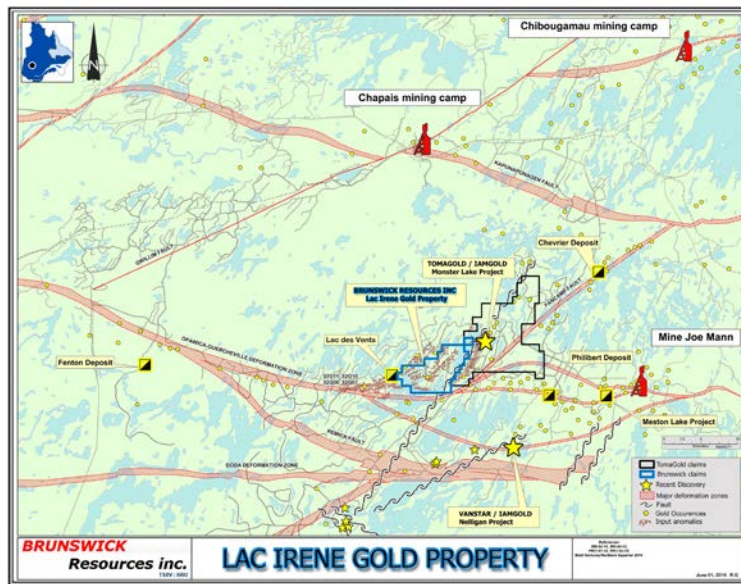 Chibougamau mining camp
Chapais mining camp
KAPUNAPOTAGEN FAULT
GWILLIM FAULT
Chevrier Deposit
TOMAGOLD / IAMGOLD
Monster Lake Project
FANCAMP FAULT
BRUNSWICK RESOURCES INC
Lac Irene Gold Property
Mine Joe Mann
Lac des Vents
OPAWICA-GUERCHEVILLE DEFORMATION ZONE
Fenton Deposit
Philibert Deposit
Meston Lake Project
DODA DEFORMATION ZONE
VANSTAR / IAMGOLD
Nelligan Project
TomaGold claims
Brunswick claims
Recent Discovery
Major deformation zones
Fault
Gold Occurences
Input anomalies
BRUNSWICK
Resources inc.
LAC IRENE GOLD PROPERTY